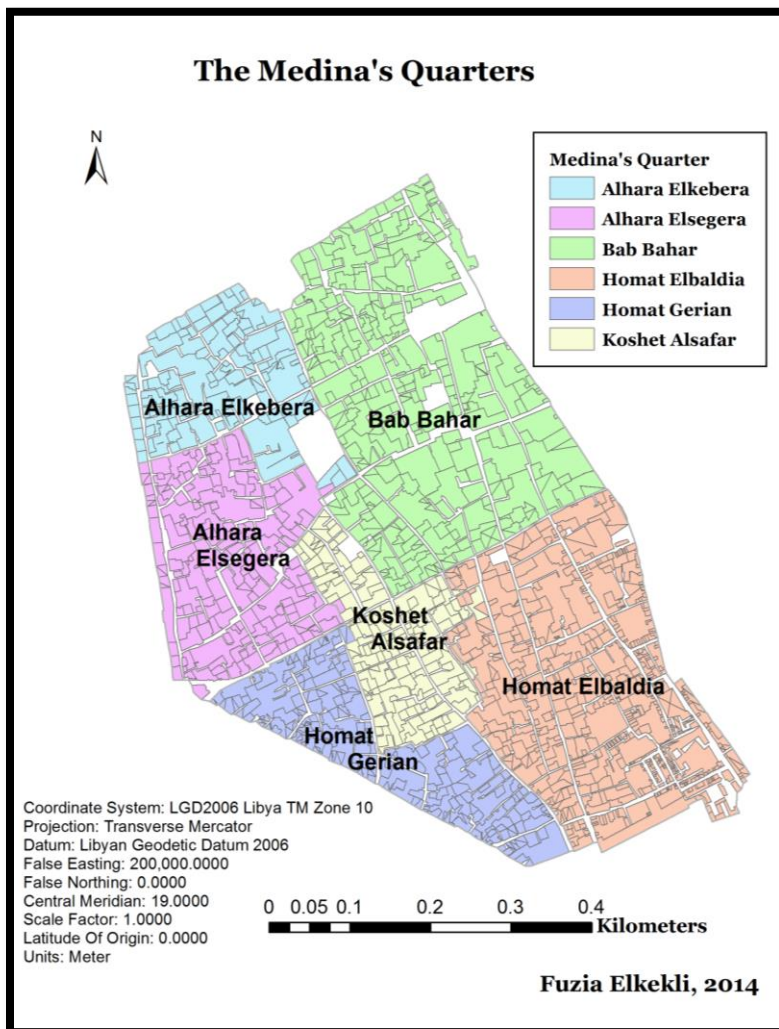 The Medina's Quarters
N
Medina's Quarter
Alhara Elkebera
Alhara Elsegera
Bab Bahar
Homat Elbaldia
Homat Gerian
Koshet Alsafar
Alhara Elkebera
Bab Bahar
Alhara
Elsegera
Koshet
Alsafar
Homat Elbaldia
Homat
Gerian
Coordinate System: LGD2006 Libya TM Zone 10
Projection: Transverse Mercator
Datum: Libyan Geodetic Datum 2006
False Easting: 200,000.0000
False Northing: 0.0000
Central Meridian: 19.0000
Scale Factor: 1.0000
Latitude Of Origin: 0.0000
Units: Meter
0 0.05 0.1 0.2 0.3 0.4
Kilometers
Fuzia Elkekli, 2014